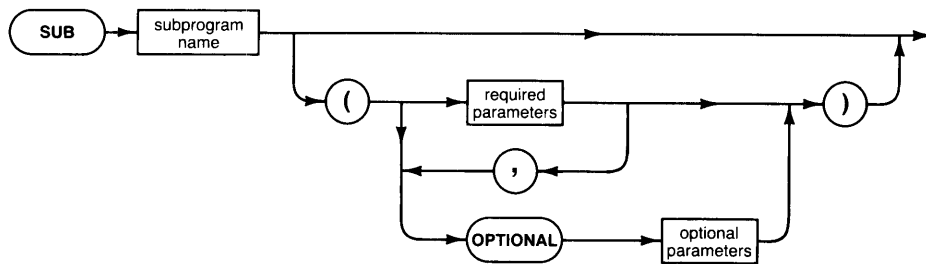 SUB
subprogram
name
(
required
parameters
)
,
OPTIONAL
optional
parameters